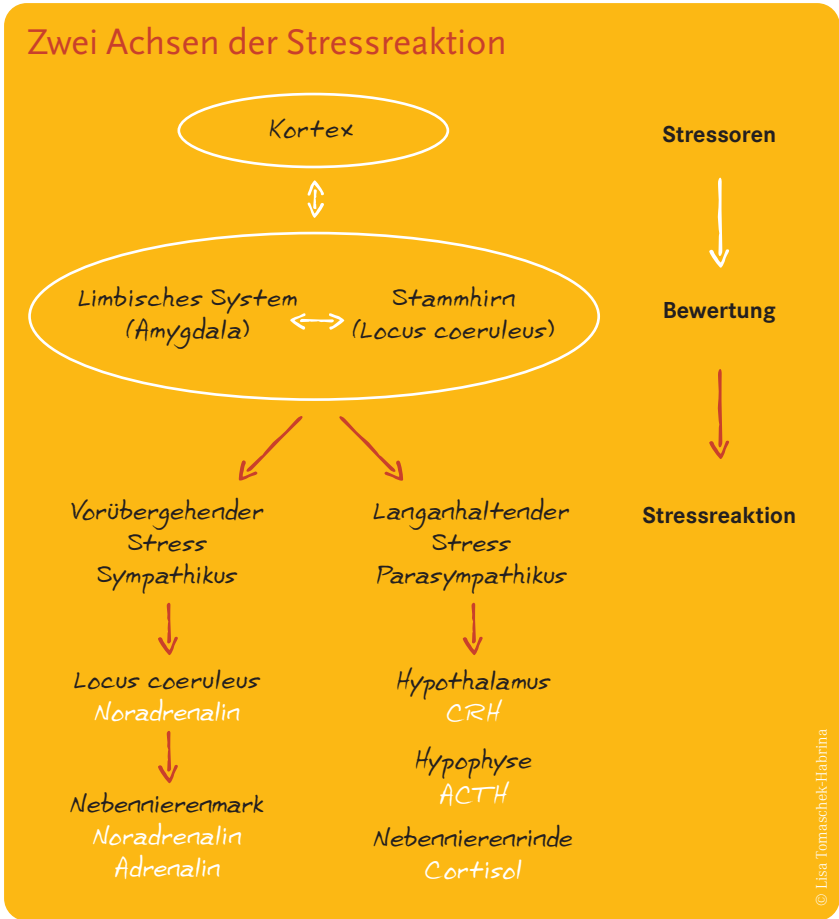 Zwei Achsen der Stressreaktion
Kortex
Stressoren
Limbisches System
(Amygdala)
Stammhirn
(Locus coeruleus)
Bewertung
Vorübergehender
Stress
Sympathikus
Langanhaltender
Stress
Parasympathikus
Stressreaktion
Locus coeruleus
Noradrenalin
Hypothalamus
CRH
Hypophyse
ACTH
Nebennierenmark
Noradrenalin
Adrenalin
Nebennierenrinde
Cortisol
© Lisa Tomaschek-Habrina